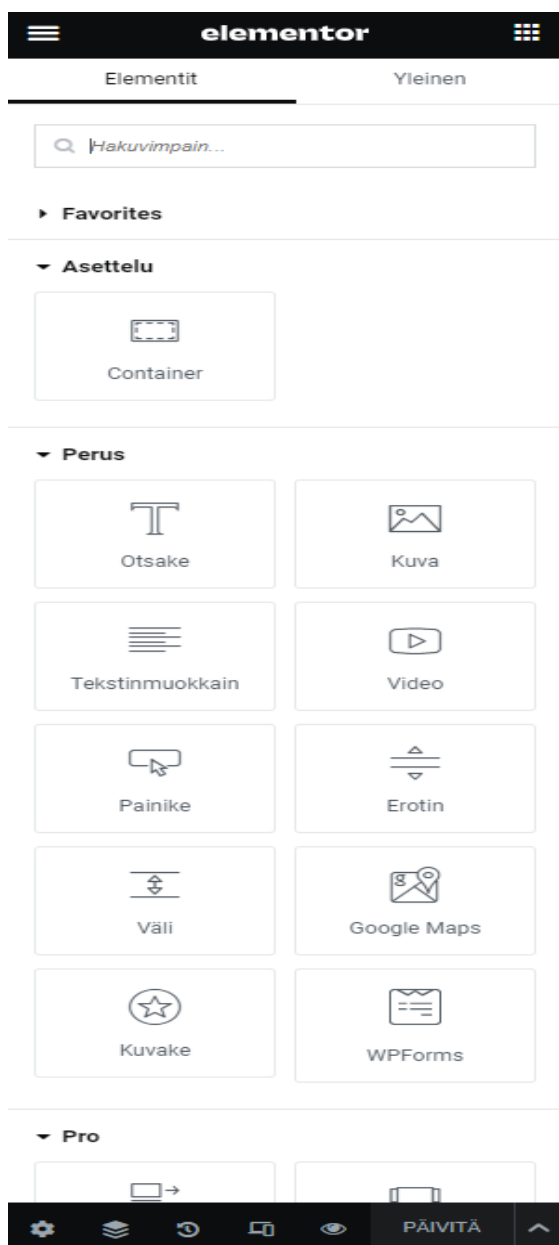 elementor
Elementit Yleinen
Hakuvimpain...
Favorites
Asettelu
Container
Perus
Otsake Kuva
Tekstinmuokkain Video
Painike Erotin
Väli Google Maps
Kuvake WPForms
Pro
PÄIVITÄ